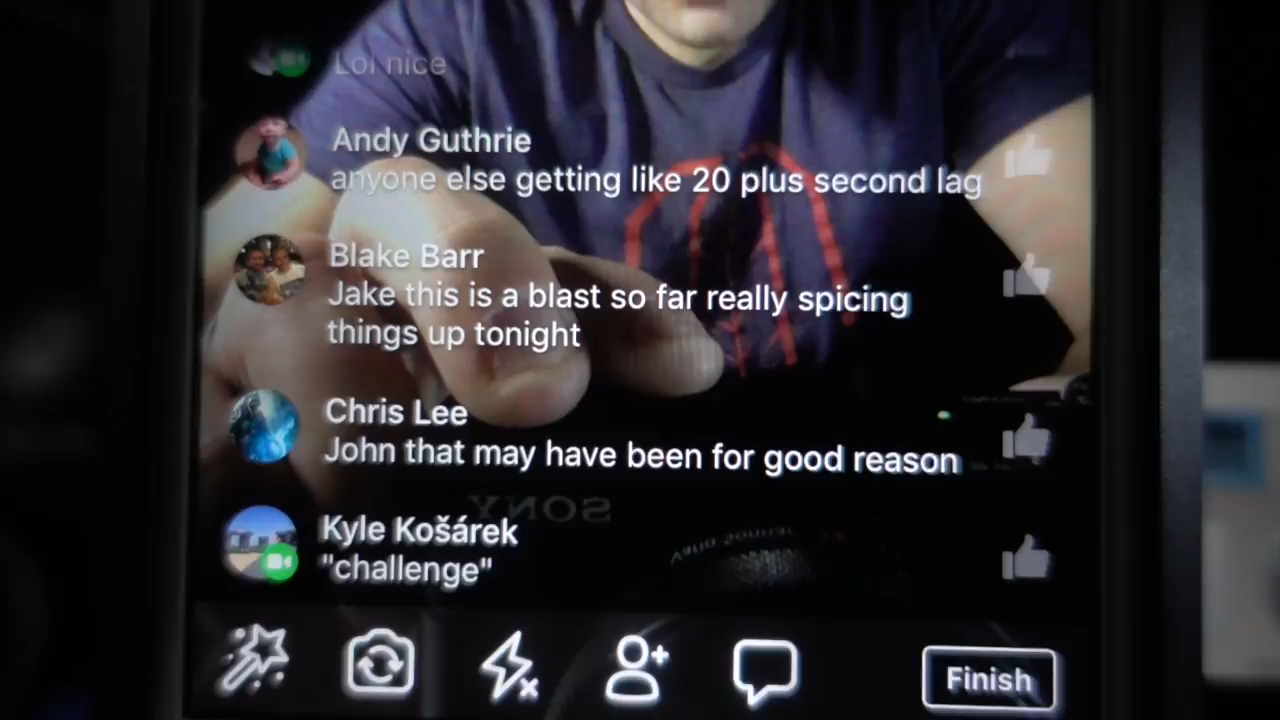 Lol nice
Andy Guthrie
anyone else getting like 20 plus second lag
Blake Barr
Jake this is a blast so far really spicing
things up tonight
Chris Lee
John that may have been for good reason
SONY
Kyle Košárek
"challenge"
Finish